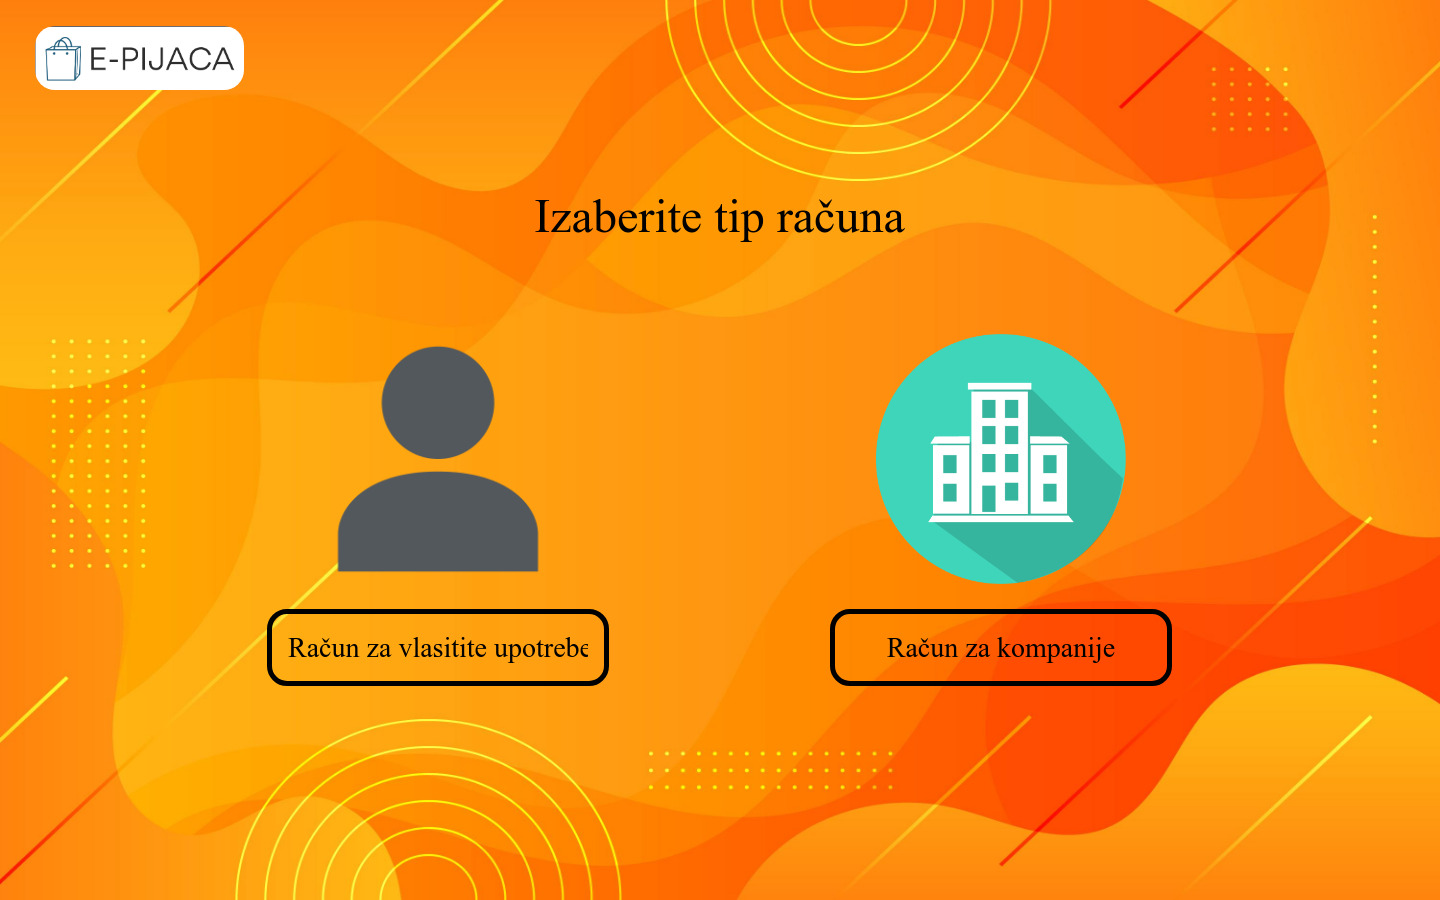 E-PIJACA
Izaberite tip računa
Račun za vlasitite upotrebe
Račun za kompanije